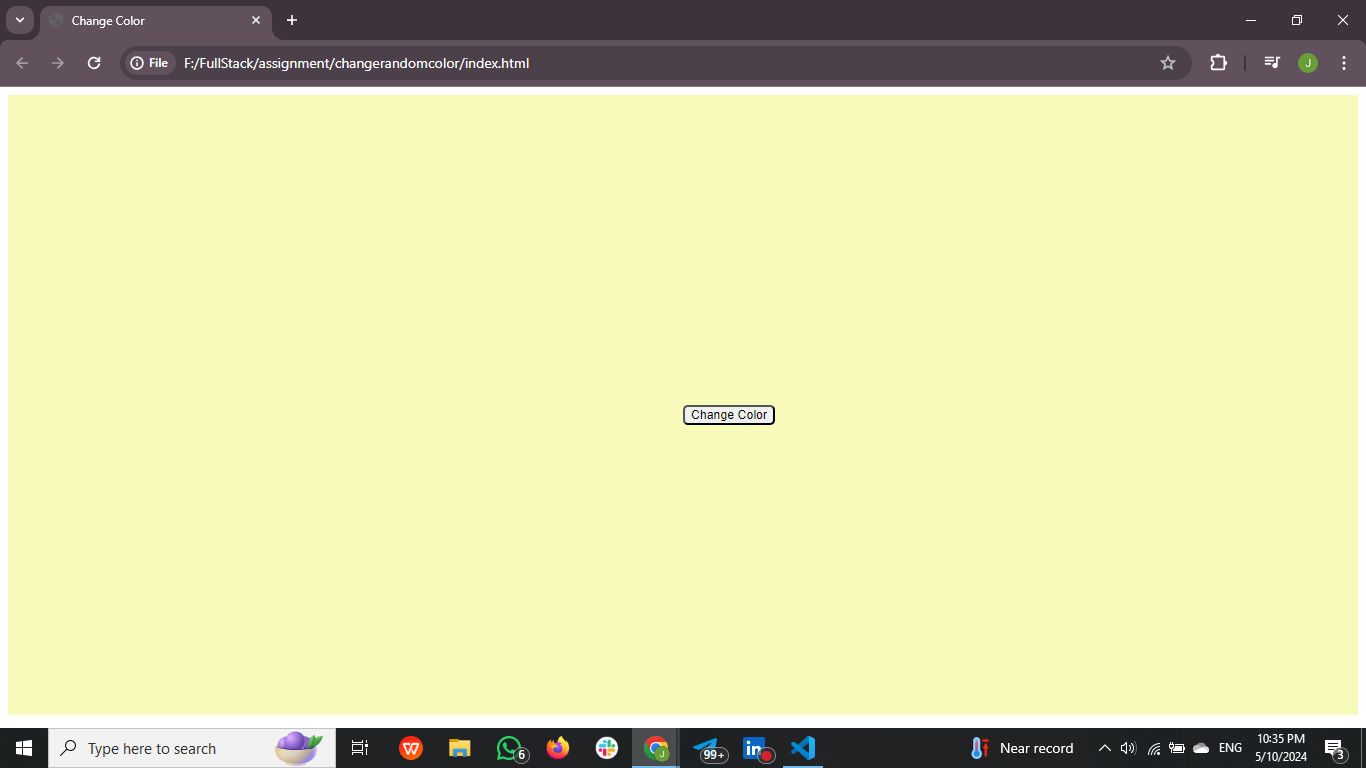 Change Color
File
F:/FullStack/assignment/changerandomcolor/index.html
J
Change Color
Type here to search
W
6
J
99+
in
Near record
ENG
10:35 PM
5/10/2024
3